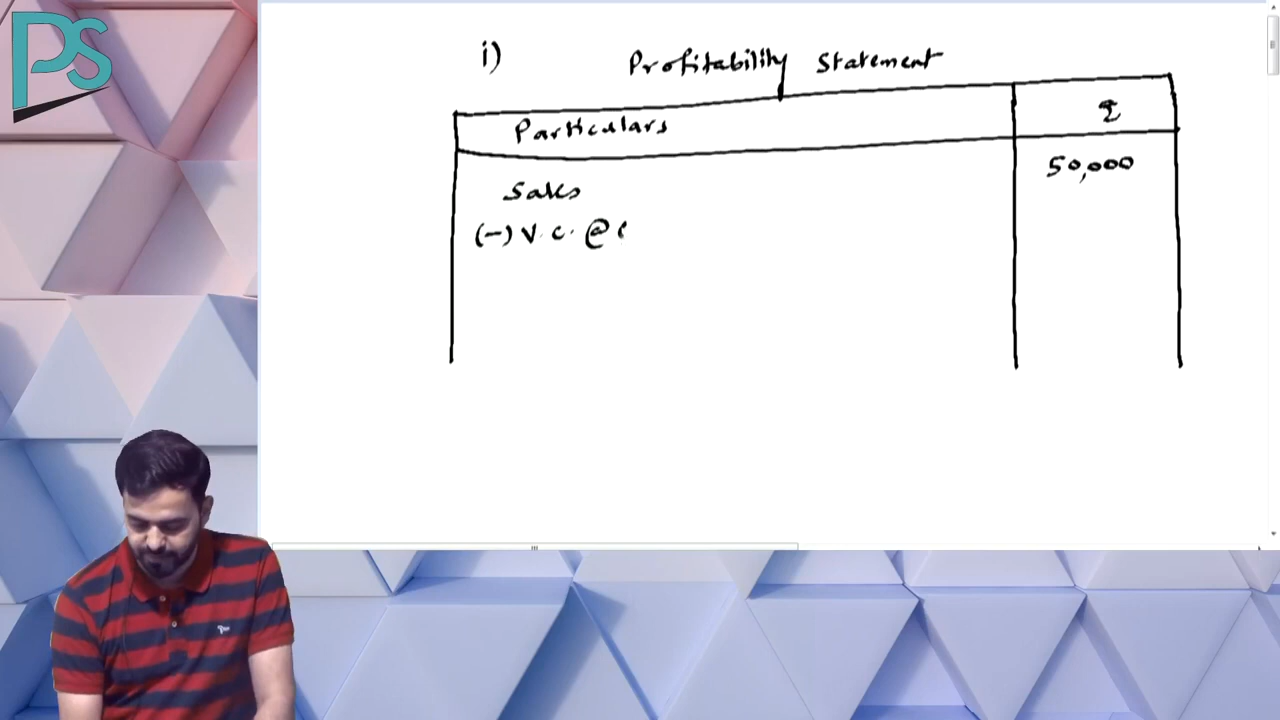 PS
i) Profitability Statement
Particulars ₹
Sales 50,000
(-) V.C. @